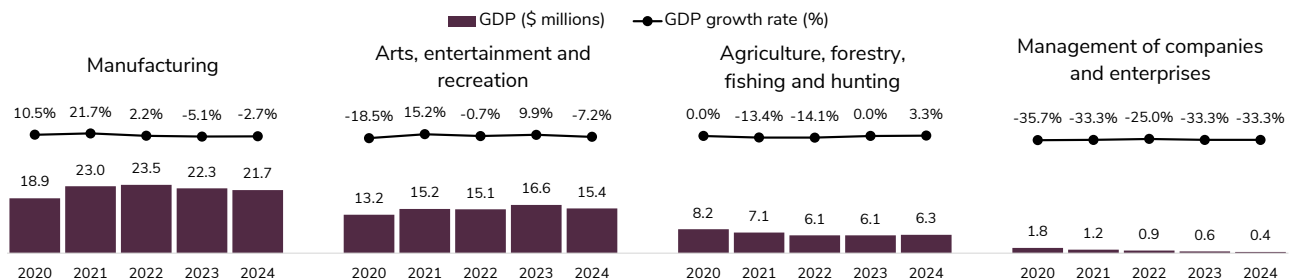 GDP ($ millions) GDP growth rate (%)
Manufacturing
10.5% 21.7% 2.2% -5.1% -2.7%
18.9 23.0 23.5 22.3 21.7
2020 2021 2022 2023 2024
Arts, entertainment and
recreation
-18.5% 15.2% -0.7% 9.9% -7.2%
13.2 15.2 15.1 16.6 15.4
2020 2021 2022 2023 2024
Agriculture, forestry,
fishing and hunting
0.0% -13.4% -14.1% 0.0% 3.3%
8.2 7.1 6.1 6.1 6.3
2020 2021 2022 2023 2024
Management of companies
and enterprises
-35.7% -33.3% -25.0% -33.3% -33.3%
1.8 1.2 0.9 0.6 0.4
2020 2021 2022 2023 2024